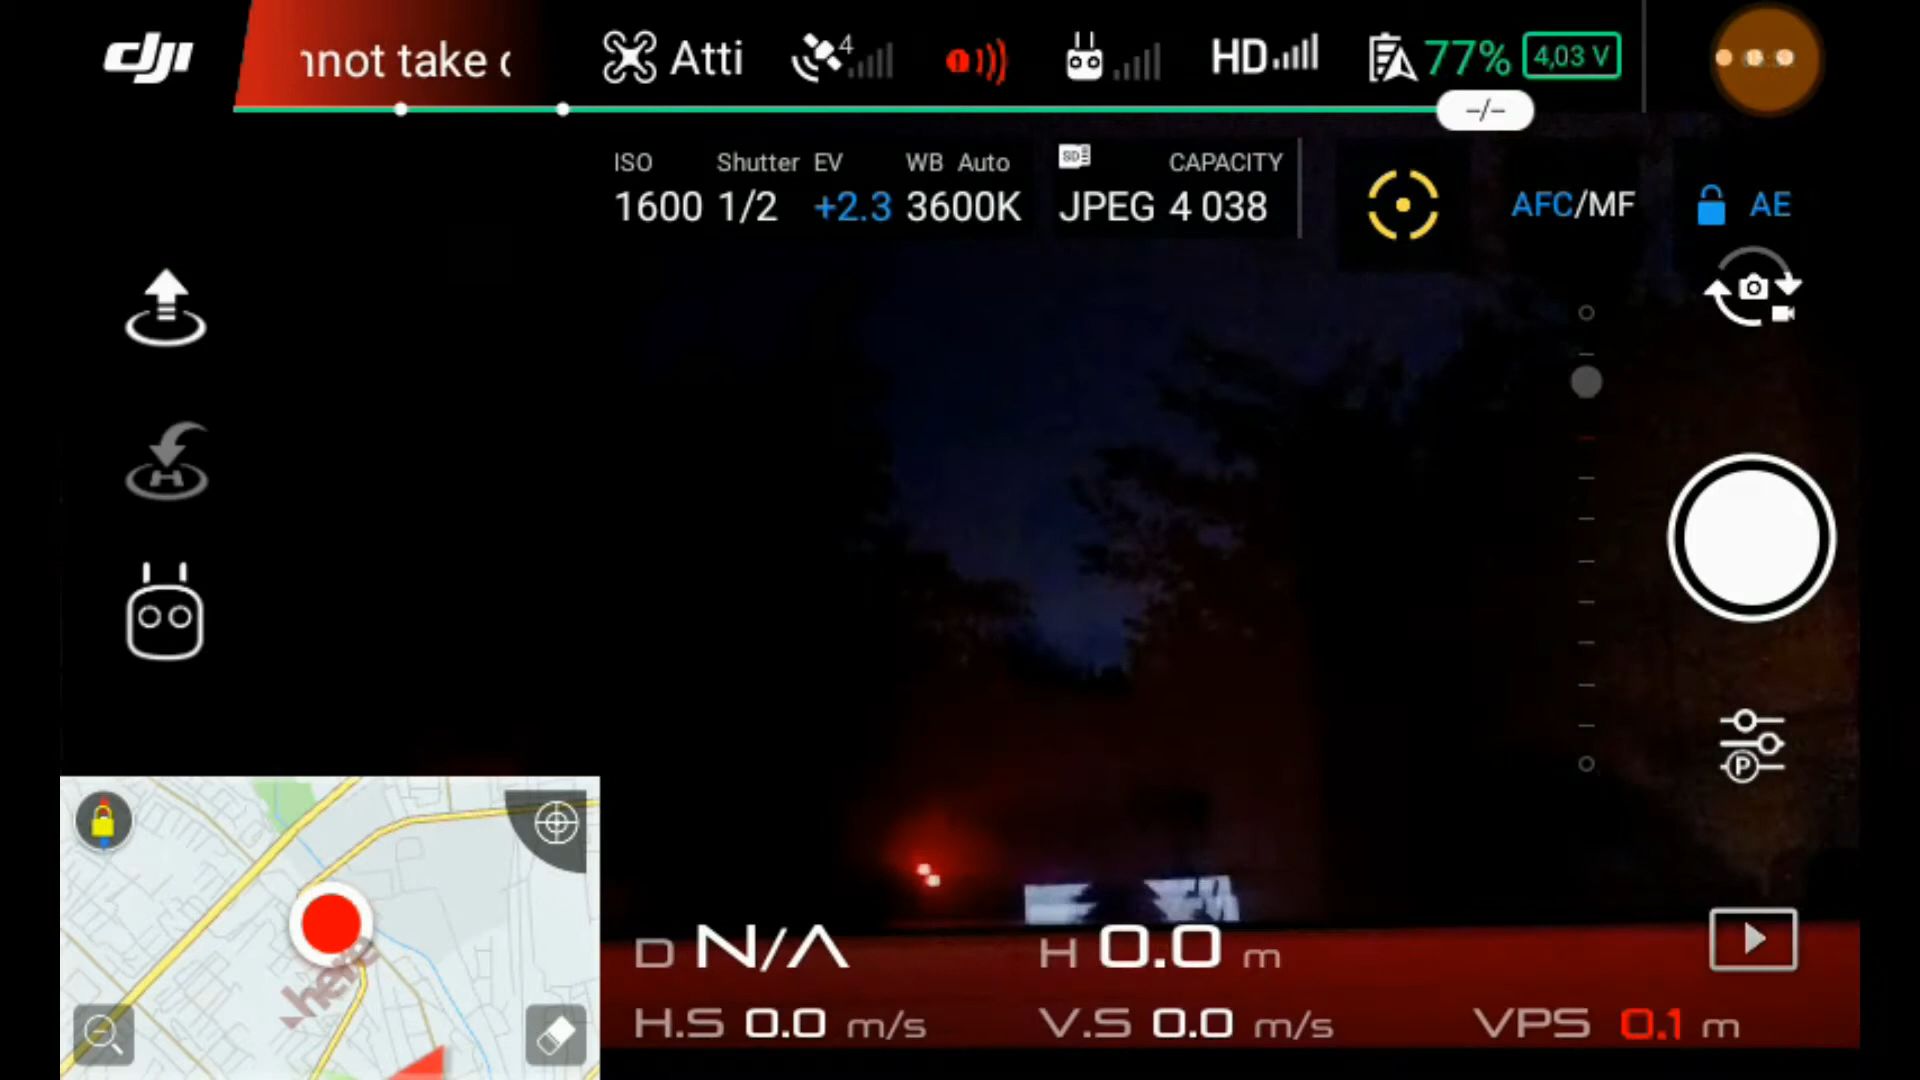 dji
nnot take
Atti
4
HD
77%
4,03 V
-/-
ISO
Shutter
EV
WB Auto
SD
CAPACITY
1600
1/2
+2.3
3600K
JPEG
4 038
AFC/MF
AE
H
P
D N/A
H 0.0 m
H.S 0.0 m/s
V.S 0.0 m/s
VPS 0.1 m